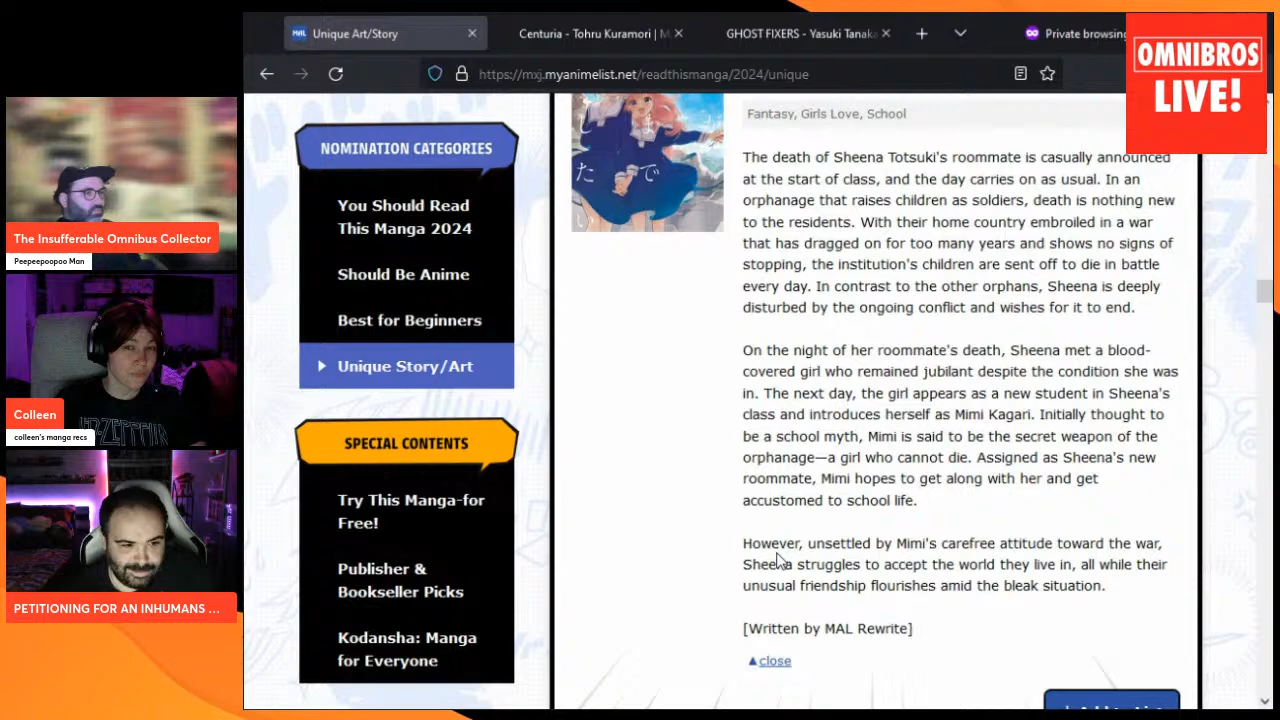 Unique Art/Story
Centuria - Tohru Kuramori | M
GHOST FIXERS - Yasuki Tanaka
Private browsing
https://mxj.myanimelist.net/readthismanga/2024/unique
OMNIBROS
LIVE!
The Insufferable Omnibus Collector
Peepeepoopoo Man
LED-ZEPPELIN
Colleen
colleen's manga recs
PETITIONING FOR AN INHUMANS ...
NOMINATION CATEGORIES
You Should Read
This Manga 2024
Should Be Anime
Best for Beginners
Unique Story/Art
SPECIAL CONTENTS
Try This Manga-for
Free!
Publisher &
Bookseller Picks
Kodansha: Manga
for Everyone
Fantasy, Girls Love, School
The death of Sheena Totsuki's roommate is casually announced
at the start of class, and the day carries on as usual. In an
orphanage that raises children as soldiers, death is nothing new
to the residents. With their home country embroiled in a war
that has dragged on for too many years and shows no signs of
stopping, the institution's children are sent off to die in battle
every day. In contrast to the other orphans, Sheena is deeply
disturbed by the ongoing conflict and wishes for it to end.
On the night of her roommate's death, Sheena met a blood-
covered girl who remained jubilant despite the condition she was
in. The next day, the girl appears as a new student in Sheena's
class and introduces herself as Mimi Kagari. Initially thought to
be a school myth, Mimi is said to be the secret weapon of the
orphanage—a girl who cannot die. Assigned as Sheena's new
roommate, Mimi hopes to get along with her and get
accustomed to school life.
However, unsettled by Mimi's carefree attitude toward the war,
Sheena struggles to accept the world they live in, all while their
unusual friendship flourishes amid the bleak situation.
[Written by MAL Rewrite]
▲close